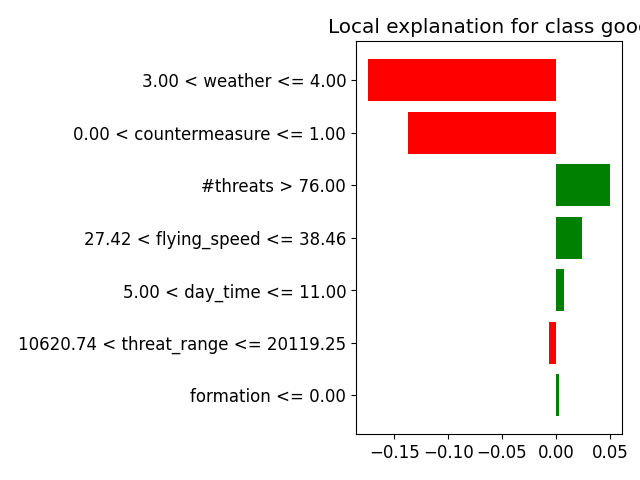 Local explanation for class goo
3.00 < weather <= 4.00
0.00 < countermeasure <= 1.00
#threats > 76.00
27.42 < flying_speed <= 38.46
5.00 < day_time <= 11.00
10620.74 < threat_range <= 20119.25
formation <= 0.00
−0.15 −0.10 −0.05 0.00 0.05